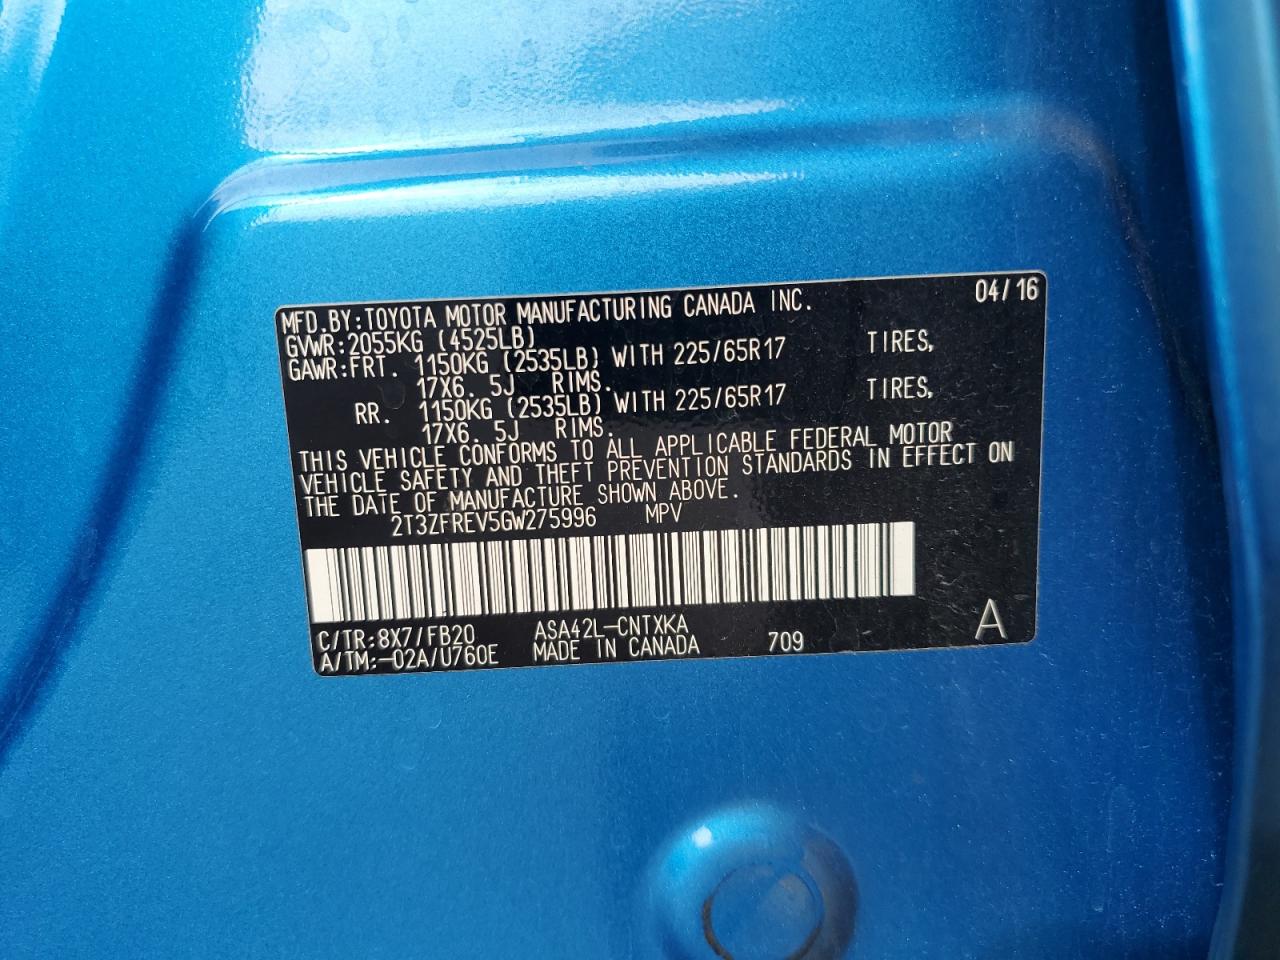 MFD.BY:TOYOTA MOTOR MANUFACTURING CANADA INC. 04/16
GVWR:2055KG (4525LB)
GAWR:FRT. 1150KG (2535LB) WITH 225/65R17 TIRES,
17X6. 5J RIMS.
RR. 1150KG (2535LB) WITH 225/65R17 TIRES,
17X6. 5J RIMS.
THIS VEHICLE CONFORMS TO ALL APPLICABLE FEDERAL MOTOR
VEHICLE SAFETY AND THEFT PREVENTION STANDARDS IN EFFECT ON
THE DATE OF MANUFACTURE SHOWN ABOVE.
2T3ZFREV5GW275996 MPV
C/TR:8X7/FB20 ASA42L-CNTXKA
A/TM:-02A/U760E MADE IN CANADA 709 A